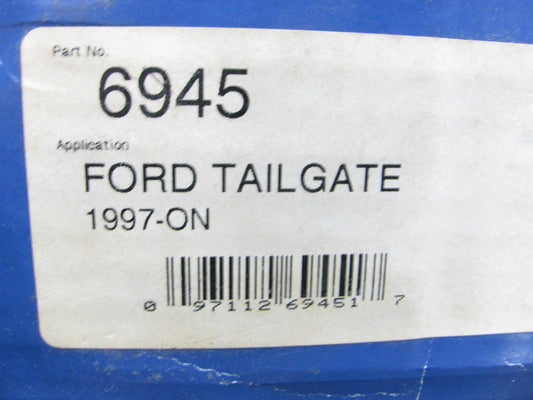 Part No.
6945
Application
FORD TAILGATE
1997-ON
0 97112 69451 7